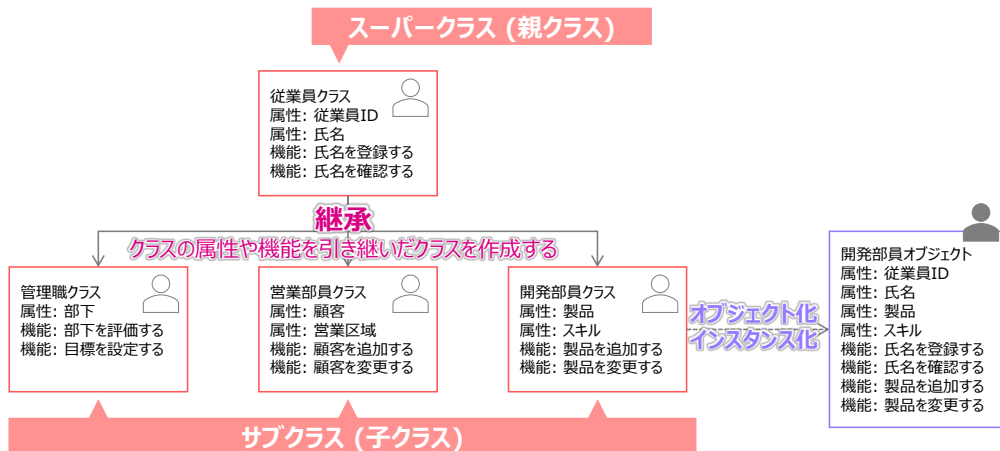 スーパークラス (親クラス)
従業員クラス
属性: 従業員ID
属性: 氏名
機能: 氏名を登録する
機能: 氏名を確認する
継承
クラスの属性や機能を引き継いだクラスを作成する
管理職クラス
属性: 部下
機能: 部下を評価する
機能: 目標を設定する
営業部員クラス
属性: 顧客
属性: 営業区域
機能: 顧客を追加する
機能: 顧客を変更する
開発部員クラス
属性: 製品
属性: スキル
機能: 製品を追加する
機能: 製品を変更する
オブジェクト化
インスタンス化
開発部員オブジェクト
属性: 従業員ID
属性: 氏名
属性: 製品
属性: スキル
機能: 氏名を登録する
機能: 氏名を確認する
機能: 製品を追加する
機能: 製品を変更する
サブクラス (子クラス)